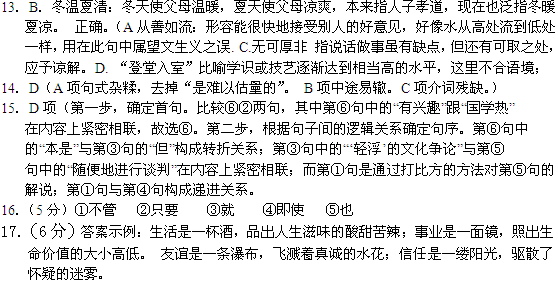 13．B。冬温夏清：冬天使父母温暖，夏天使父母凉爽，本来指人子孝道，现在也泛指冬暖
夏凉。 正确。（A 从善如流：形容能很快地接受别人的好意见，好像水从高处流到低处
一样，用在此句中属望文生义之误. C.无可厚非 指说话做事虽有缺点，但还有可取之处，
应予谅解。D. “登堂入室”比喻学识或技艺逐渐达到相当高的水平，这里不合语境；
14．D（A 项句式杂糅，去掉“是难以估量的”。 B 项中途易辙。C 项介词残缺。）
15．D 项（第一步，确定首句。比较⑥②两句，其中第⑥句中的“有兴趣”跟“国学热”
在内容上紧密相联，故选⑥。第二步，根据句子间的逻辑关系确定句序。第⑥句中
的“本是”与第③句的“但”构成转折关系；第③句中的“‘轻浮’的文化争论”与第⑤
句中的“随便地进行谈判”在内容上紧密相联；而第①句是通过打比方的方法对第⑤句的
解说；第①句与第④句构成递进关系。
16．（5 分）①不管 ②只要 ③就 ④即使 ⑤也
17．（6 分）答案示例：生活是一杯酒，品出人生滋味的酸甜苦辣；事业是一面镜，照出生
命价值的大小高低。 友谊是一条瀑布，飞溅着真诚的水花；信任是一缕阳光，驱散了
怀疑的迷雾。